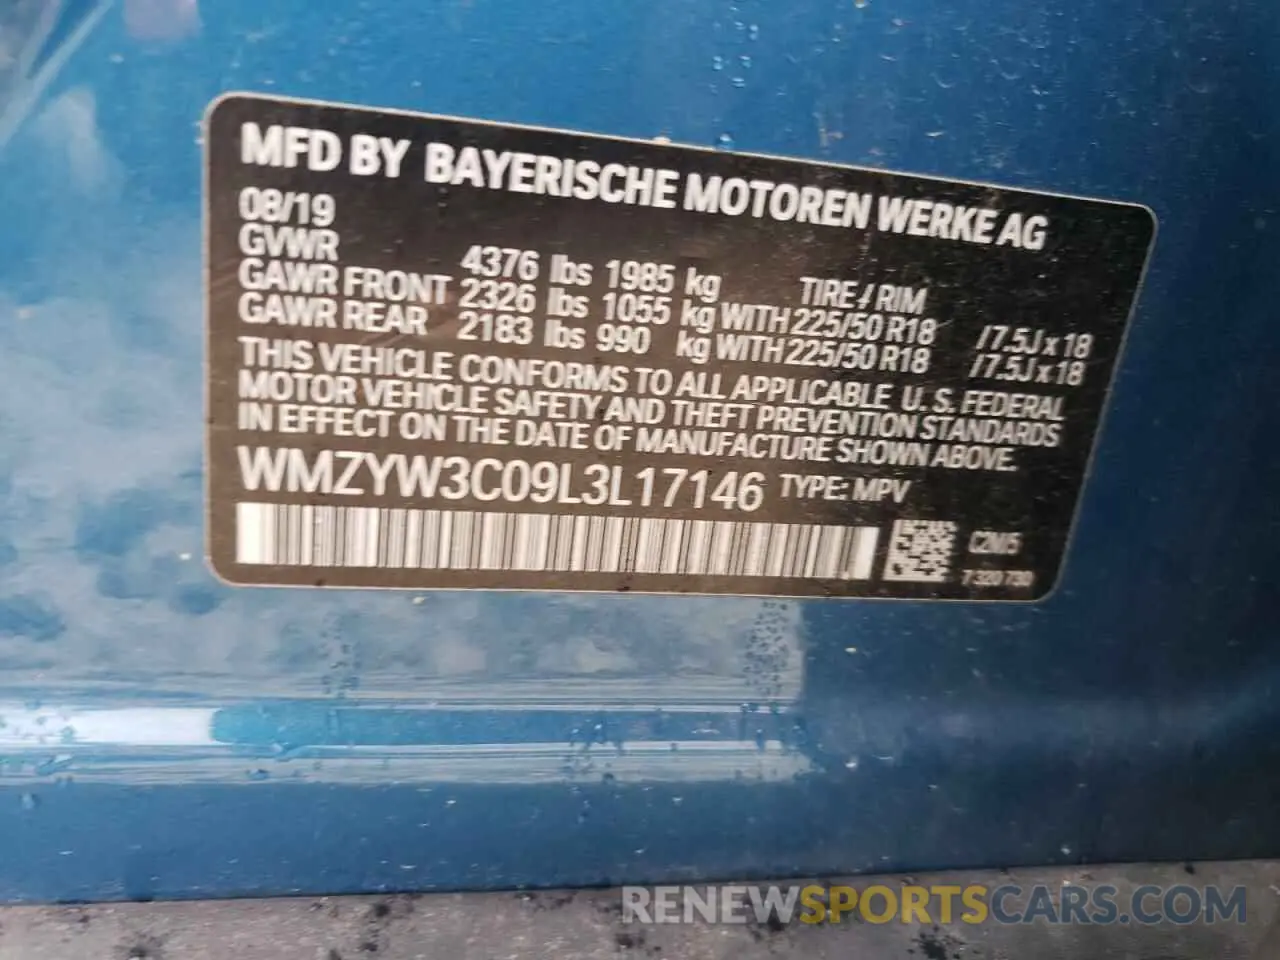 MFD BY BAYERISCHE MOTOREN WERKE AG
08/19
GVWR 4376 lbs 1985 kg TIRE / RIM
GAWR FRONT 2326 lbs 1055 kg WITH 225/50 R18 /7.5J x 18
GAWR REAR 2183 lbs 990 kg WITH 225/50 R18 /7.5J x 18
THIS VEHICLE CONFORMS TO ALL APPLICABLE U. S. FEDERAL
MOTOR VEHICLE SAFETY AND THEFT PREVENTION STANDARDS
IN EFFECT ON THE DATE OF MANUFACTURE SHOWN ABOVE.
WMZYW3C09L3L17146 TYPE: MPV
7 320 730
RENEWSPORTSCARS.COM